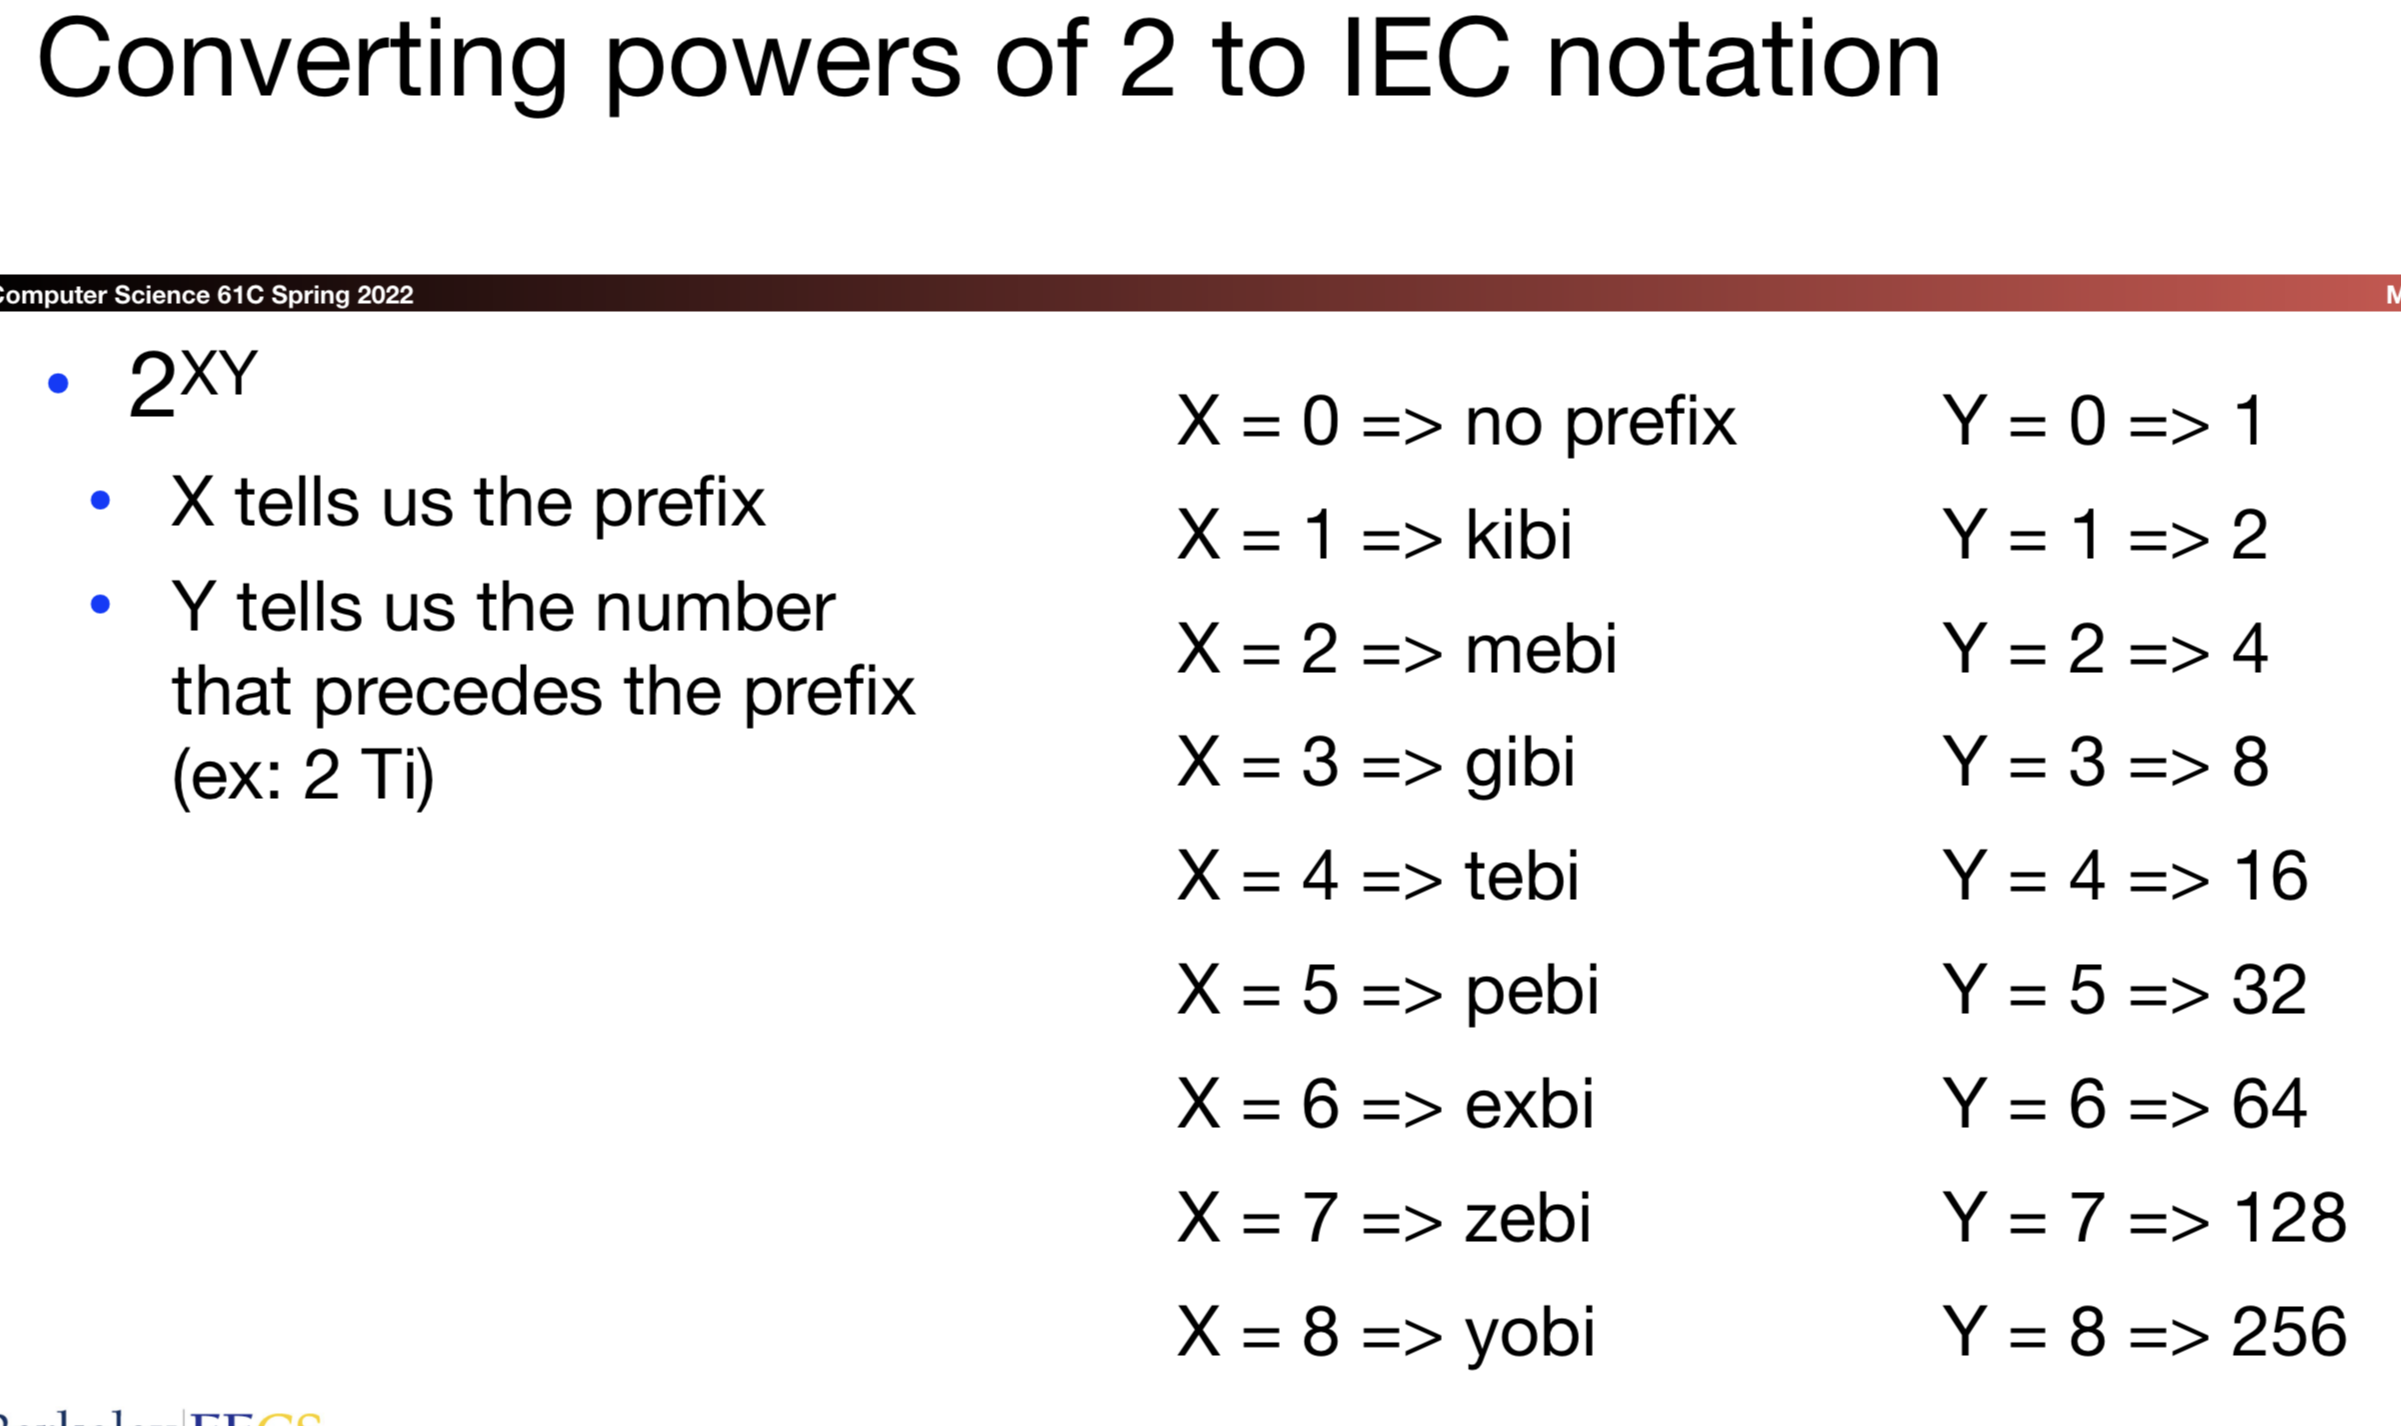 Converting powers of 2 to IEC notation
Computer Science 61C Spring 2022
• 2^XY
• X tells us the prefix
• Y tells us the number
that precedes the prefix
(ex: 2 Ti)
X = 0 => no prefix
X = 1 => kibi
X = 2 => mebi
X = 3 => gibi
X = 4 => tebi
X = 5 => pebi
X = 6 => exbi
X = 7 => zebi
X = 8 => yobi
Y = 0 => 1
Y = 1 => 2
Y = 2 => 4
Y = 3 => 8
Y = 4 => 16
Y = 5 => 32
Y = 6 => 64
Y = 7 => 128
Y = 8 => 256